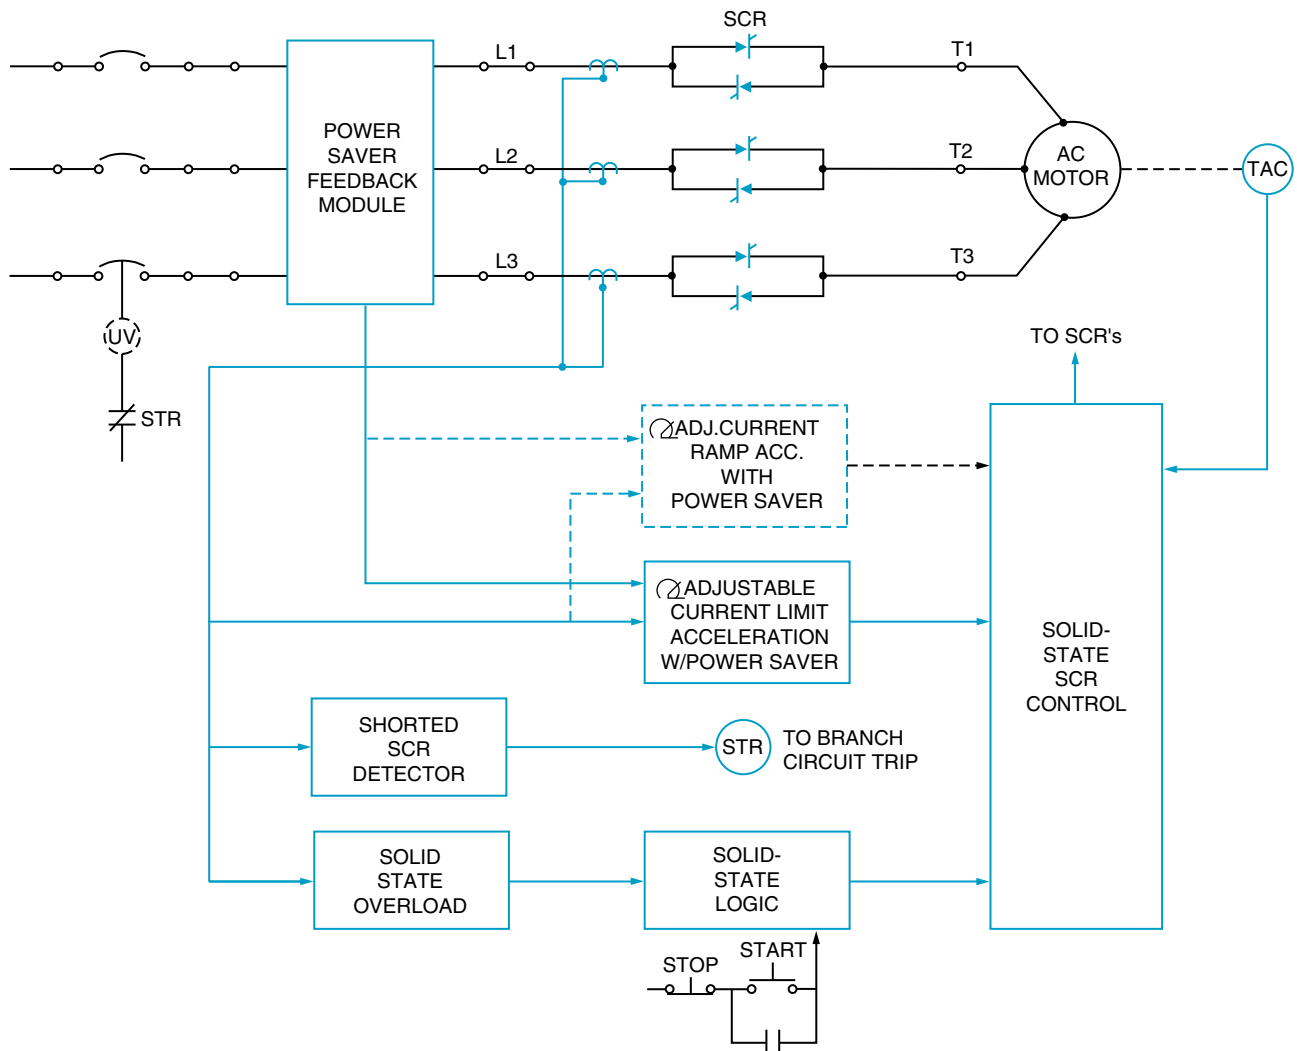 SCR
L1
T1
POWER
SAVER
FEEDBACK
MODULE
L2
T2
AC
MOTOR
TAC
L3
T3
UV
STR
TO SCR's
ADJ.CURRENT
RAMP ACC.
WITH
POWER SAVER
ADJUSTABLE
CURRENT LIMIT
ACCELERATION
W/POWER SAVER
SOLID-
STATE
SCR
CONTROL
SHORTED
SCR
DETECTOR
STR
TO BRANCH
CIRCUIT TRIP
SOLID
STATE
OVERLOAD
SOLID-
STATE
LOGIC
STOP
START